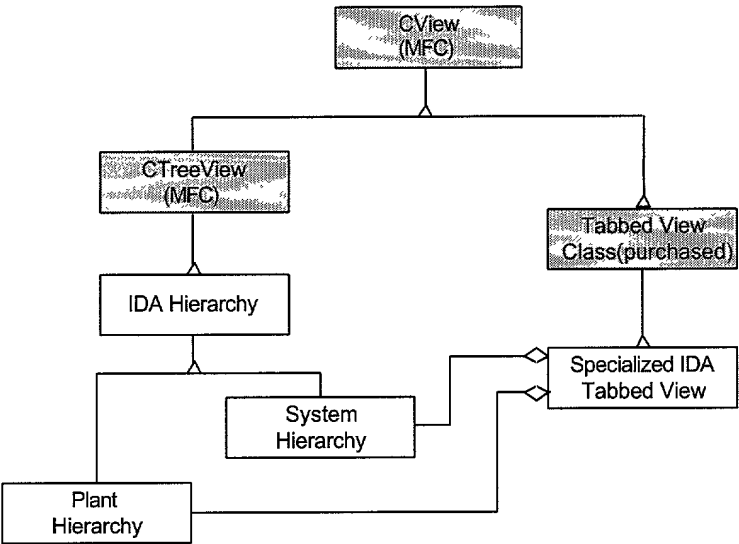 CView
(MFC)
CTreeView
(MFC)
Tabbed View
Class(purchased)
IDA Hierarchy
Specialized IDA
Tabbed View
System
Hierarchy
Plant
Hierarchy